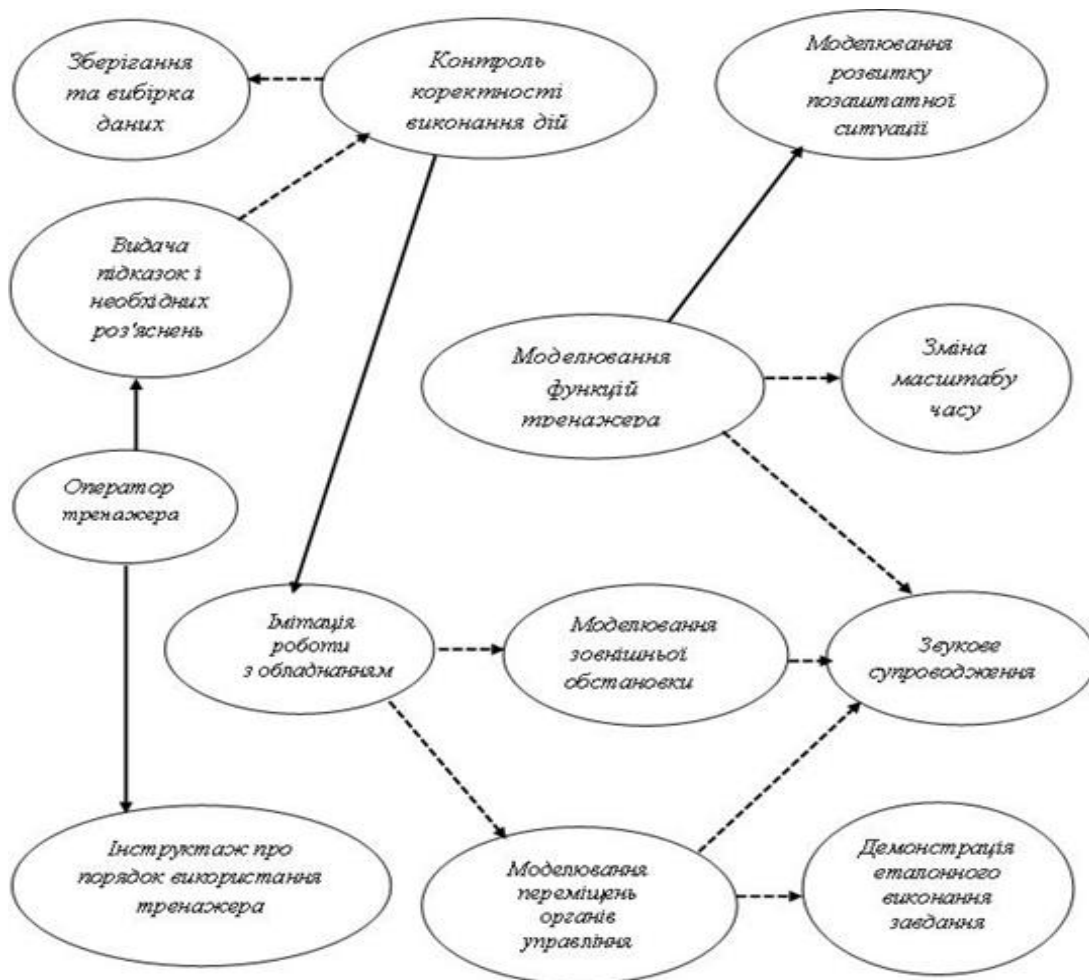 Зберігання
та вибірка
даних
Контроль
коректності
виконання дій
Моделювання
розвитку
позаштатної
ситуації
Видача
підказок і
необхідних
роз'яснень
Моделювання
функцій
тренажера
Зміна
масштабу
часу
Оператор
тренажера
Імітація
роботи
з обладнанням
Моделювання
зовнішньої
обстановки
Звукове
супроводження
Інструктаж про
порядок використання
тренажера
Моделювання
переміщень
органів
управління
Демонстрація
еталонного
виконання
завдання